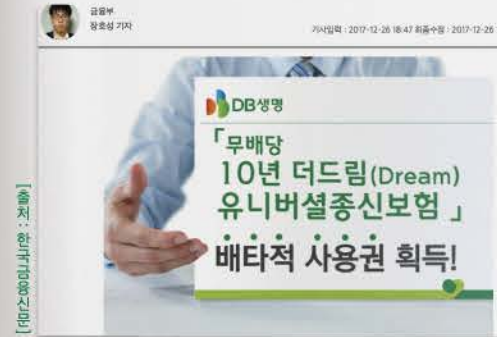 금융부
장호성 기자
기사입력 : 2017-12-26 18:47 최종수정 : 2017-12-26
DB생명
「무배당
10년 더드림(Dream)
유니버셜종신보험 」
배타적 사용권 획득!
[출처 : 한국금융신문]